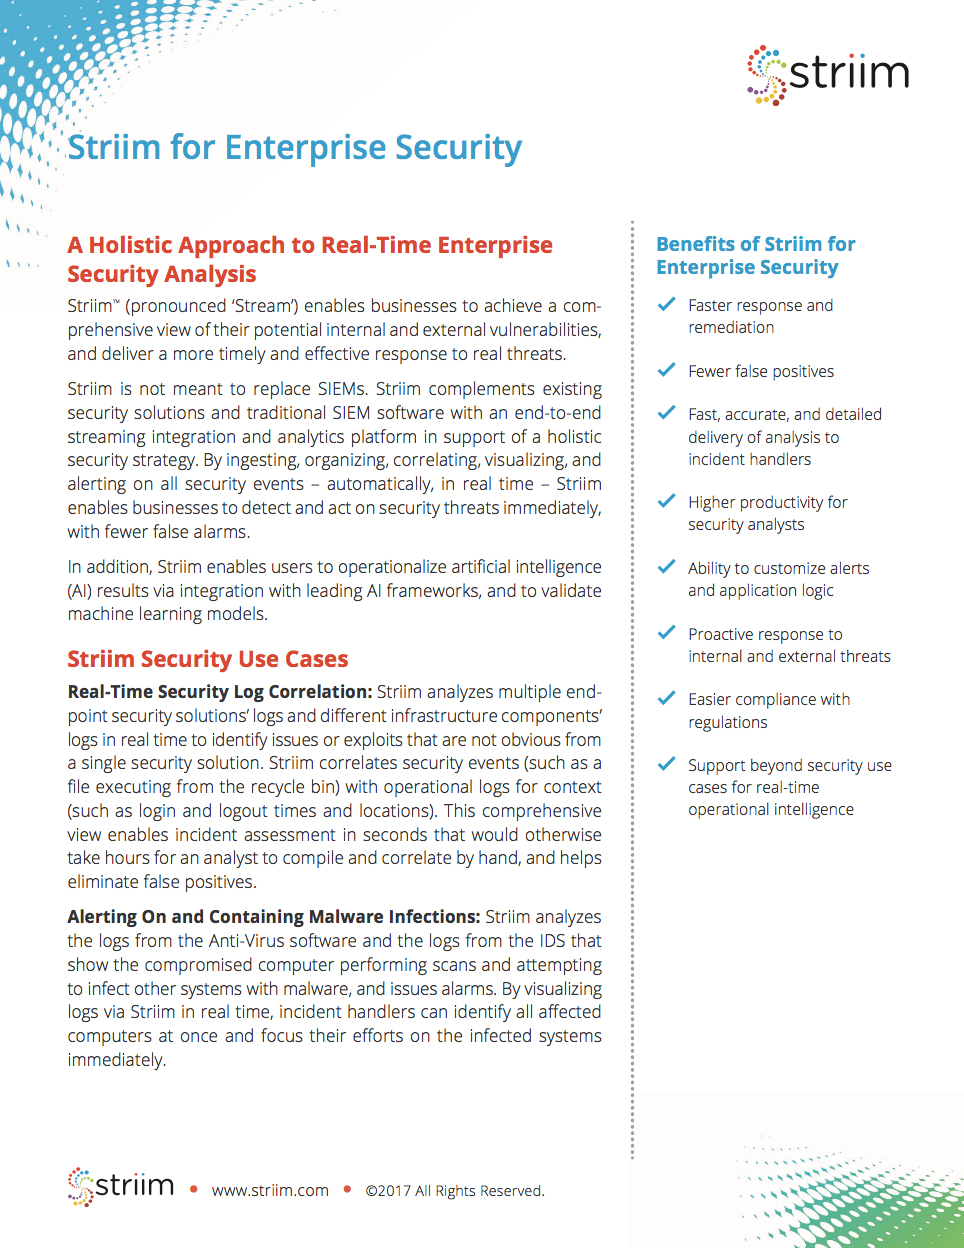 striim
Striim for Enterprise Security
A Holistic Approach to Real-Time Enterprise
Security Analysis
Striim™ (pronounced ‘Stream’) enables businesses to achieve a com-
prehensive view of their potential internal and external vulnerabilities,
and deliver a more timely and effective response to real threats.
Striim is not meant to replace SIEMs. Striim complements existing
security solutions and traditional SIEM software with an end-to-end
streaming integration and analytics platform in support of a holistic
security strategy. By ingesting, organizing, correlating, visualizing, and
alerting on all security events – automatically, in real time – Striim
enables businesses to detect and act on security threats immediately,
with fewer false alarms.
In addition, Striim enables users to operationalize artificial intelligence
(AI) results via integration with leading AI frameworks, and to validate
machine learning models.
Striim Security Use Cases
Real-Time Security Log Correlation: Striim analyzes multiple end-
point security solutions’ logs and different infrastructure components’
logs in real time to identify issues or exploits that are not obvious from
a single security solution. Striim correlates security events (such as a
file executing from the recycle bin) with operational logs for context
(such as login and logout times and locations). This comprehensive
view enables incident assessment in seconds that would otherwise
take hours for an analyst to compile and correlate by hand, and helps
eliminate false positives.
Alerting On and Containing Malware Infections: Striim analyzes
the logs from the Anti-Virus software and the logs from the IDS that
show the compromised computer performing scans and attempting
to infect other systems with malware, and issues alarms. By visualizing
logs via Striim in real time, incident handlers can identify all affected
computers at once and focus their efforts on the infected systems
immediately.
Benefits of Striim for
Enterprise Security
Faster response and
remediation
Fewer false positives
Fast, accurate, and detailed
delivery of analysis to
incident handlers
Higher productivity for
security analysts
Ability to customize alerts
and application logic
Proactive response to
internal and external threats
Easier compliance with
regulations
Support beyond security use
cases for real-time
operational intelligence
striim • www.striim.com • ©2017 All Rights Reserved.